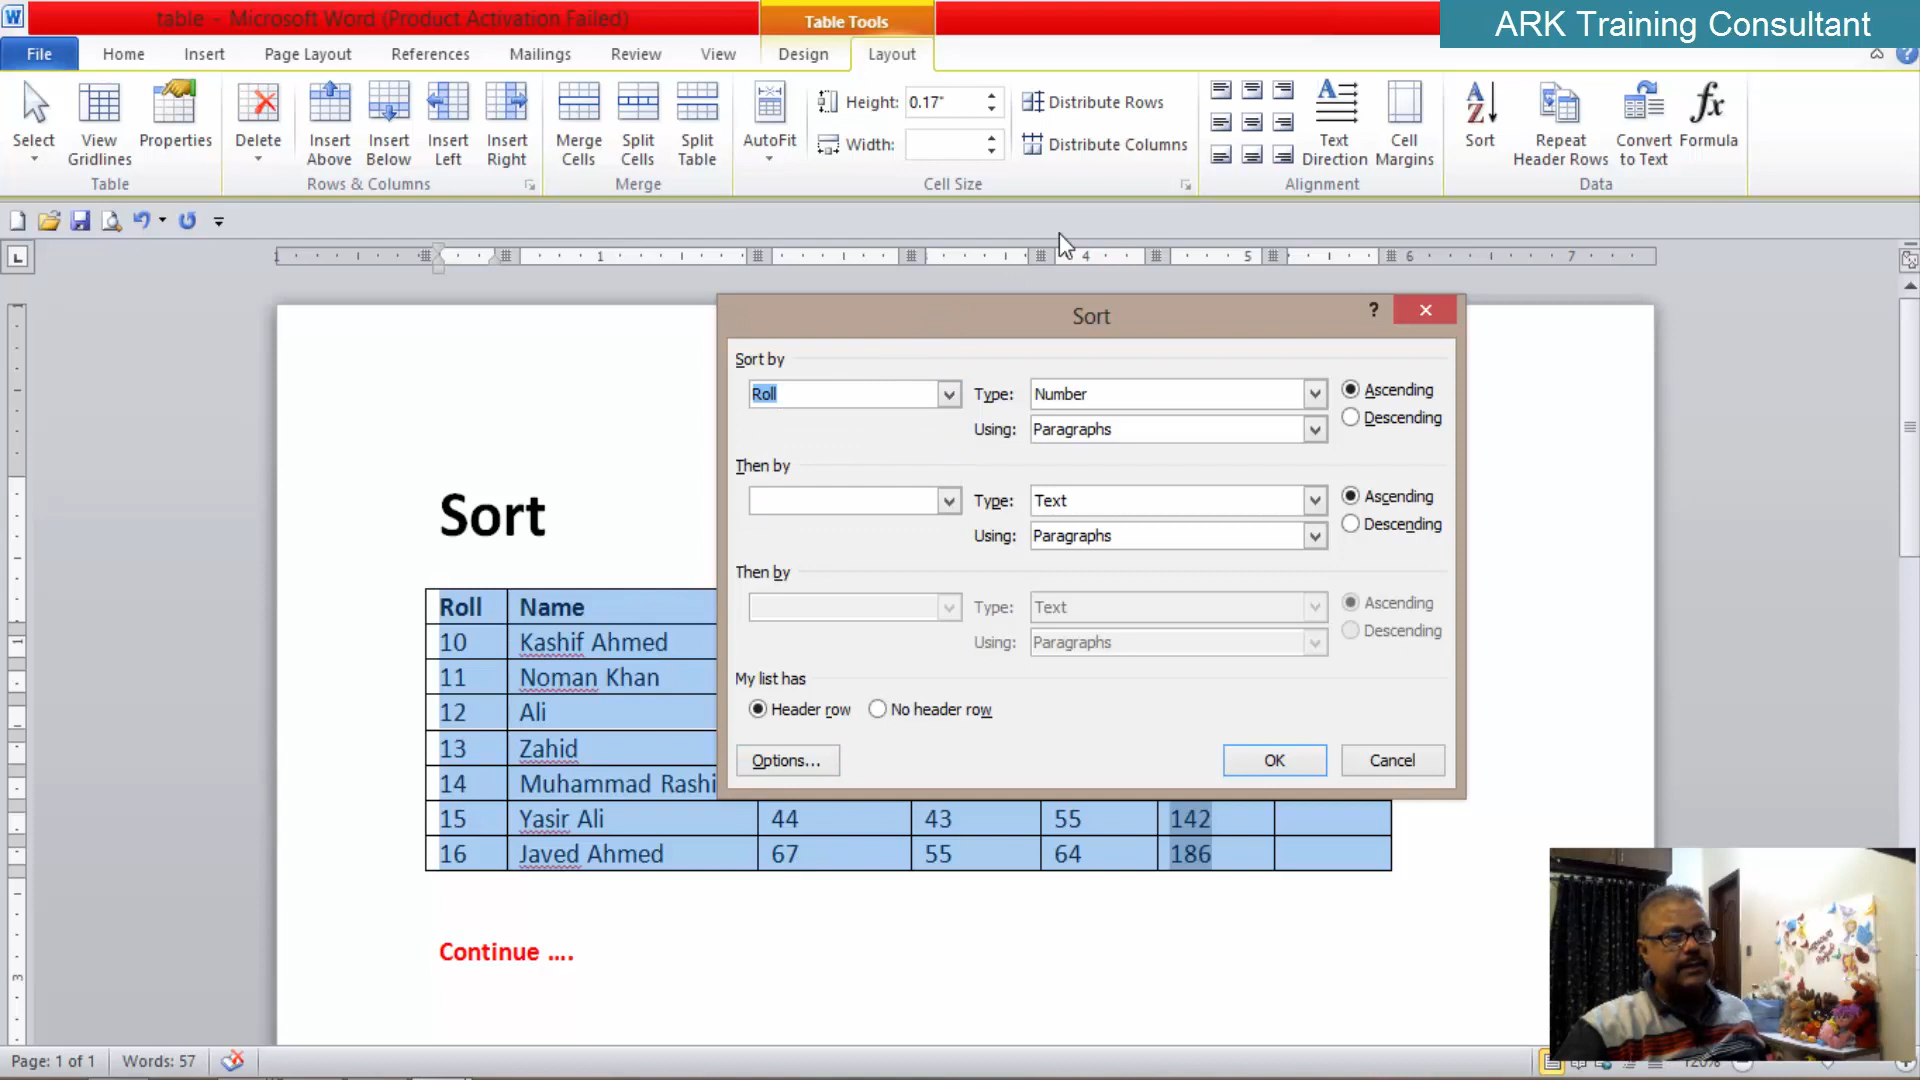 table - Microsoft Word (Product Activation Failed)
Table Tools
ARK Training Consultant
File Home Insert Page Layout References Mailings Review View Design Layout
Select
View Gridlines
Properties
Delete
Insert Above
Insert Below
Insert Left
Insert Right
Merge Cells
Split Cells
Split Table
AutoFit
Height: 0.17"
Width:
Distribute Rows
Distribute Columns
Text Direction
Cell Margins
Sort
Repeat Header Rows
Convert to Text
Formula
Table
Rows & Columns
Merge
Cell Size
Alignment
Data
1 1 4 5 6 7
Sort
Sort by
Roll Type: Number Ascending
Using: Paragraphs Descending
Then by
Type: Text Ascending
Using: Paragraphs Descending
Then by
Type: Text Ascending
Using: Paragraphs Descending
My list has
Header row No header row
Options... OK Cancel
Sort
Roll Name
10 Kashif Ahmed
11 Noman Khan
12 Ali
13 Zahid
14 Muhammad Rashi
15 Yasir Ali 44 43 55 142
16 Javed Ahmed 67 55 64 186
Continue ....
Page: 1 of 1 Words: 57 120%